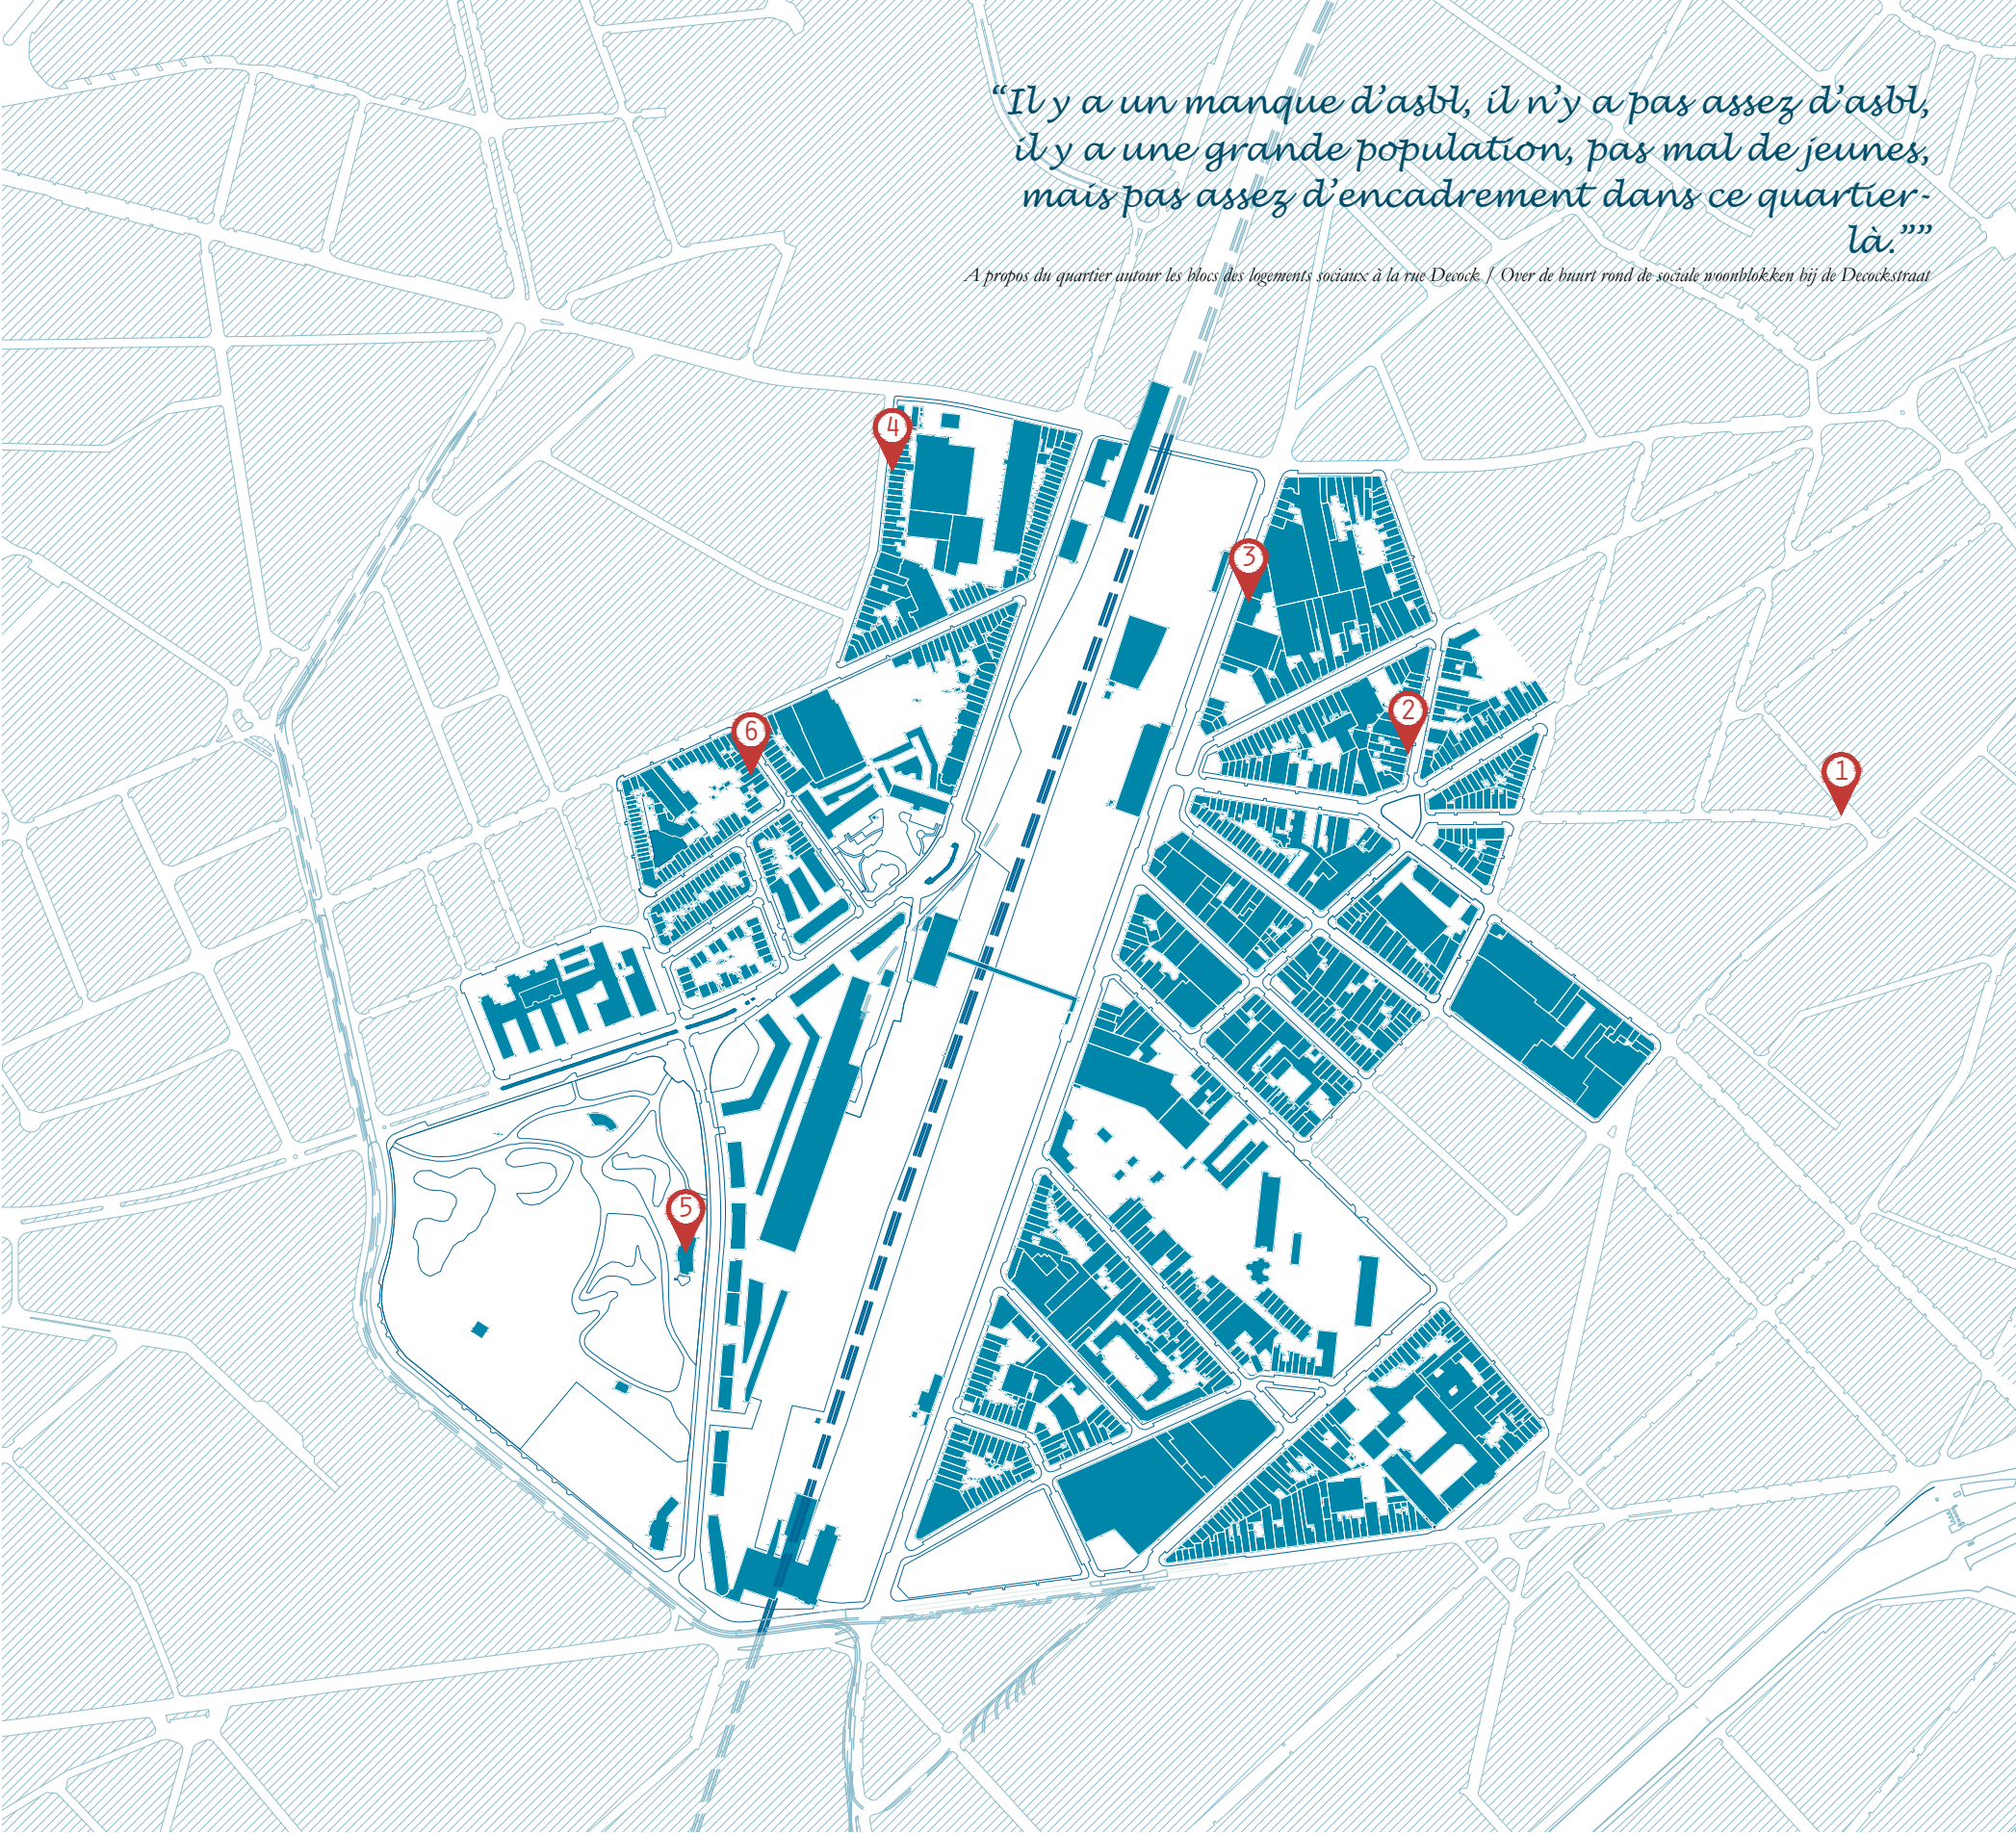 “Il y a un manque d’asbl, il n’y a pas assez d’asbl,
il y a une grande population, pas mal de jeunes,
mais pas assez d’encadrement dans ce quartier-
là.””
A propos du quartier autour les blocs des logements sociaux à la rue Decock / Over de buurt rond de sociale woonblokken bij de Decockstraat
4
3
2
6
1
5